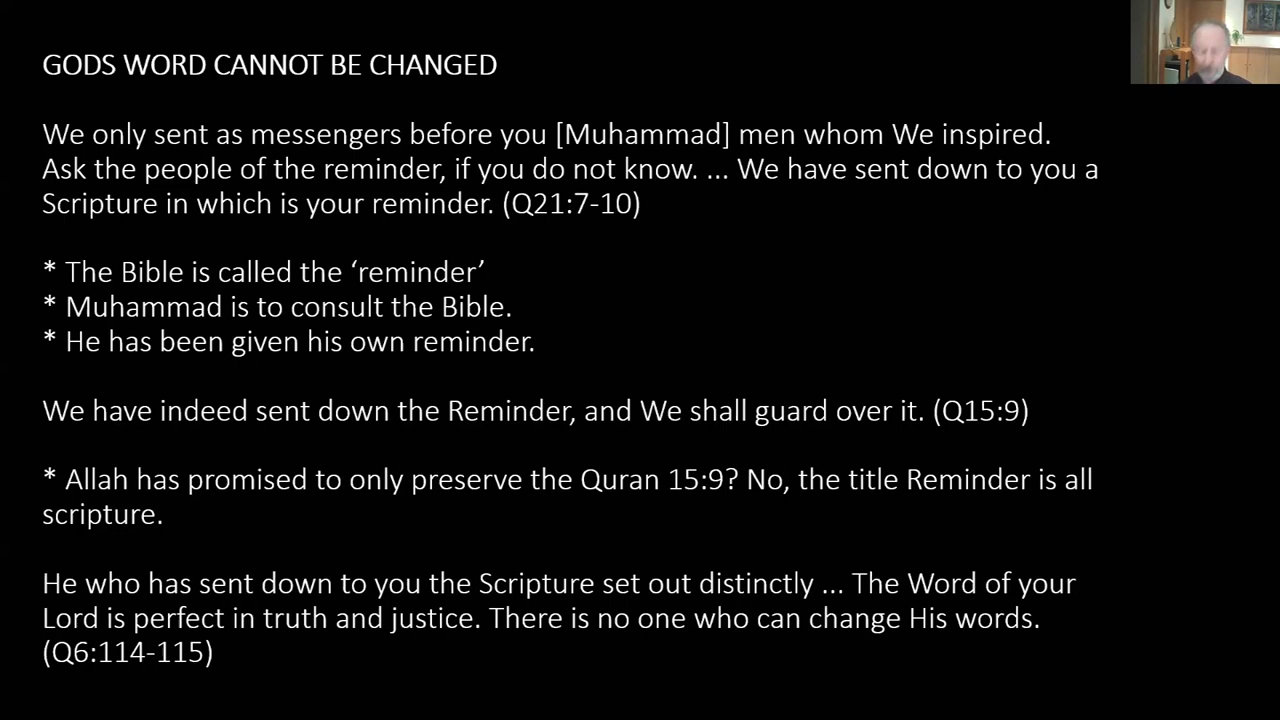 GODS WORD CANNOT BE CHANGED
We only sent as messengers before you [Muhammad] men whom We inspired.
Ask the people of the reminder, if you do not know. ... We have sent down to you a
Scripture in which is your reminder. (Q21:7-10)
* The Bible is called the ‘reminder’
* Muhammad is to consult the Bible.
* He has been given his own reminder.
We have indeed sent down the Reminder, and We shall guard over it. (Q15:9)
* Allah has promised to only preserve the Quran 15:9? No, the title Reminder is all
scripture.
He who has sent down to you the Scripture set out distinctly ... The Word of your
Lord is perfect in truth and justice. There is no one who can change His words.
(Q6:114-115)